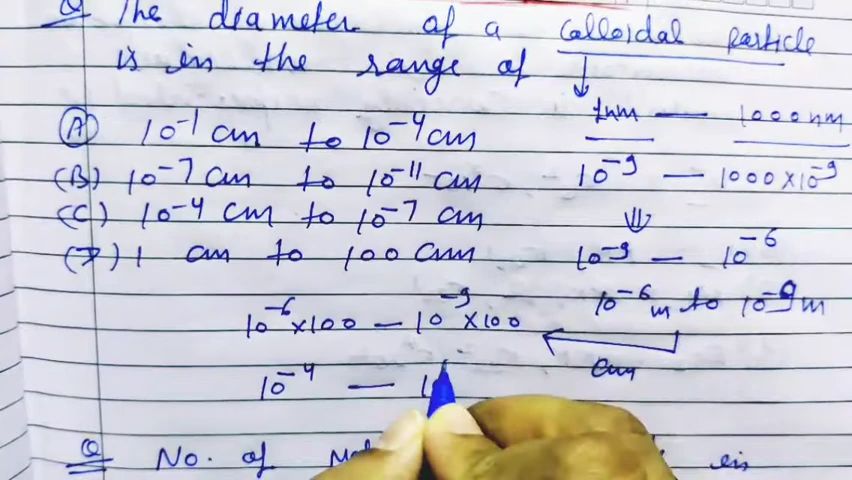 Q The diameter of a colloidal particle
is in the range of
1nm — 1000nm
(A) 10⁻¹ cm to 10⁻⁴ cm
10⁻⁹ — 1000×10⁻⁹
(B) 10⁻⁷ cm to 10⁻¹¹ cm
(C) 10⁻⁴ cm to 10⁻⁷ cm
10⁻⁹ — 10⁻⁶
1 cm to 100 cm
10⁻⁶ m to 10⁻⁹ m
10⁻⁶×100 — 10⁻⁹×100
cm
10⁻⁴ — 1
Q No. of